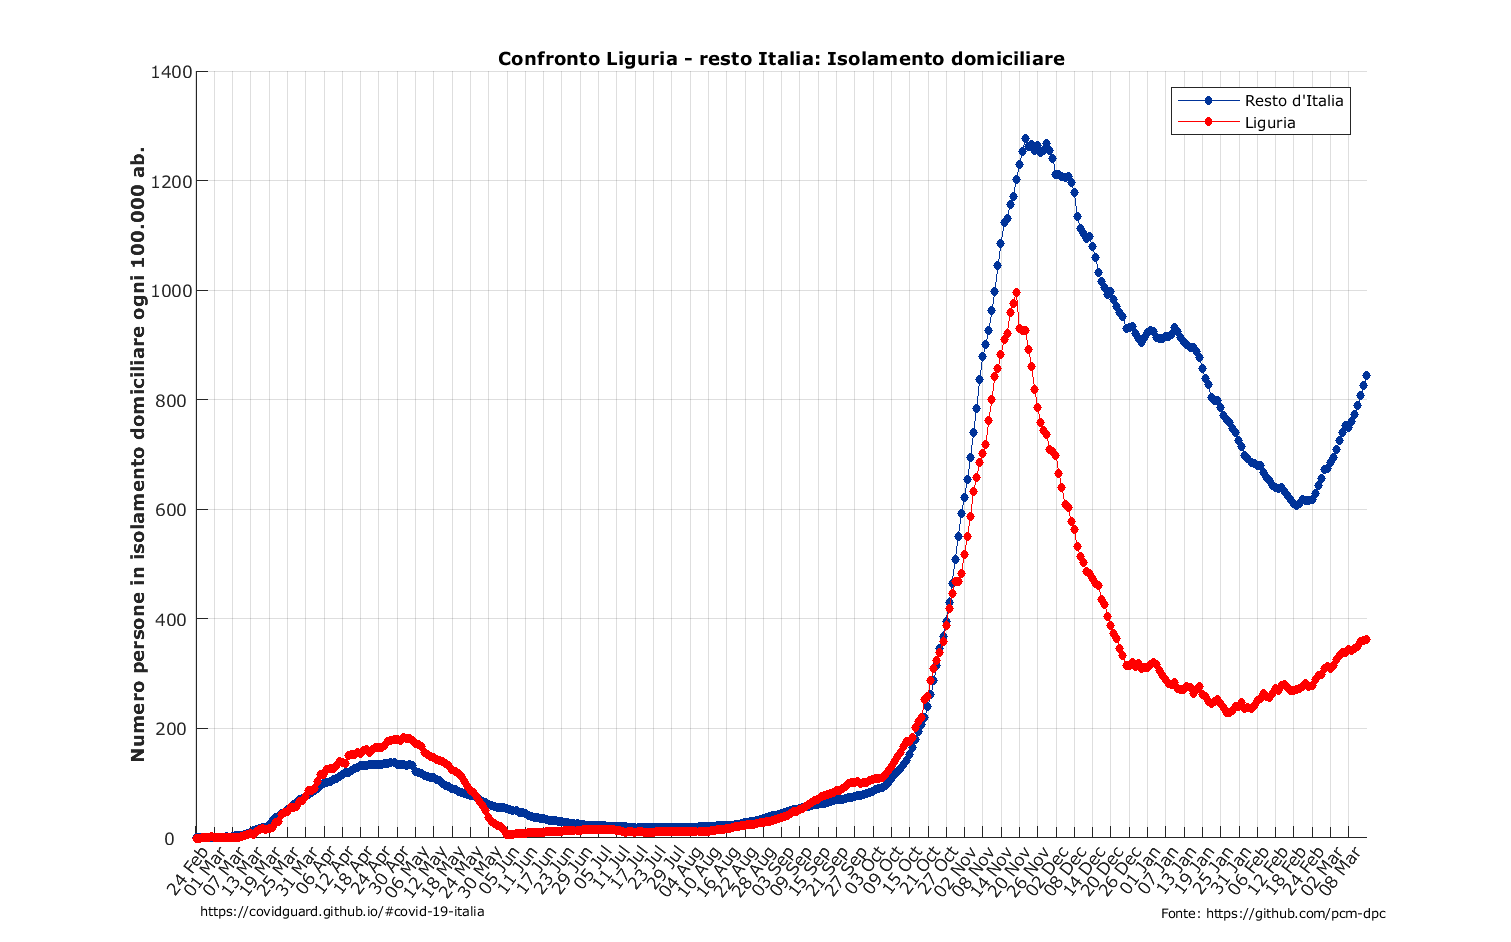 Confronto Liguria - resto Italia: Isolamento domiciliare
Numero persone in isolamento domiciliare ogni 100.000 ab.
1400
1200
1000
800
600
400
200
0
Resto d'Italia
Liguria
24 Feb
01 Mar
07 Mar
13 Mar
19 Mar
25 Mar
31 Mar
06 Apr
12 Apr
18 Apr
24 Apr
30 Apr
06 May
12 May
18 May
24 May
30 May
05 Jun
11 Jun
17 Jun
23 Jun
29 Jun
05 Jul
11 Jul
17 Jul
23 Jul
29 Jul
04 Aug
10 Aug
16 Aug
22 Aug
28 Aug
03 Sep
09 Sep
15 Sep
21 Sep
27 Sep
03 Oct
09 Oct
15 Oct
21 Oct
27 Oct
02 Nov
08 Nov
14 Nov
20 Nov
26 Nov
02 Dec
08 Dec
14 Dec
20 Dec
26 Dec
01 Jan
07 Jan
13 Jan
19 Jan
25 Jan
31 Jan
06 Feb
12 Feb
18 Feb
24 Feb
02 Mar
08 Mar
https://covidguard.github.io/#covid-19-italia
Fonte: https://github.com/pcm-dpc